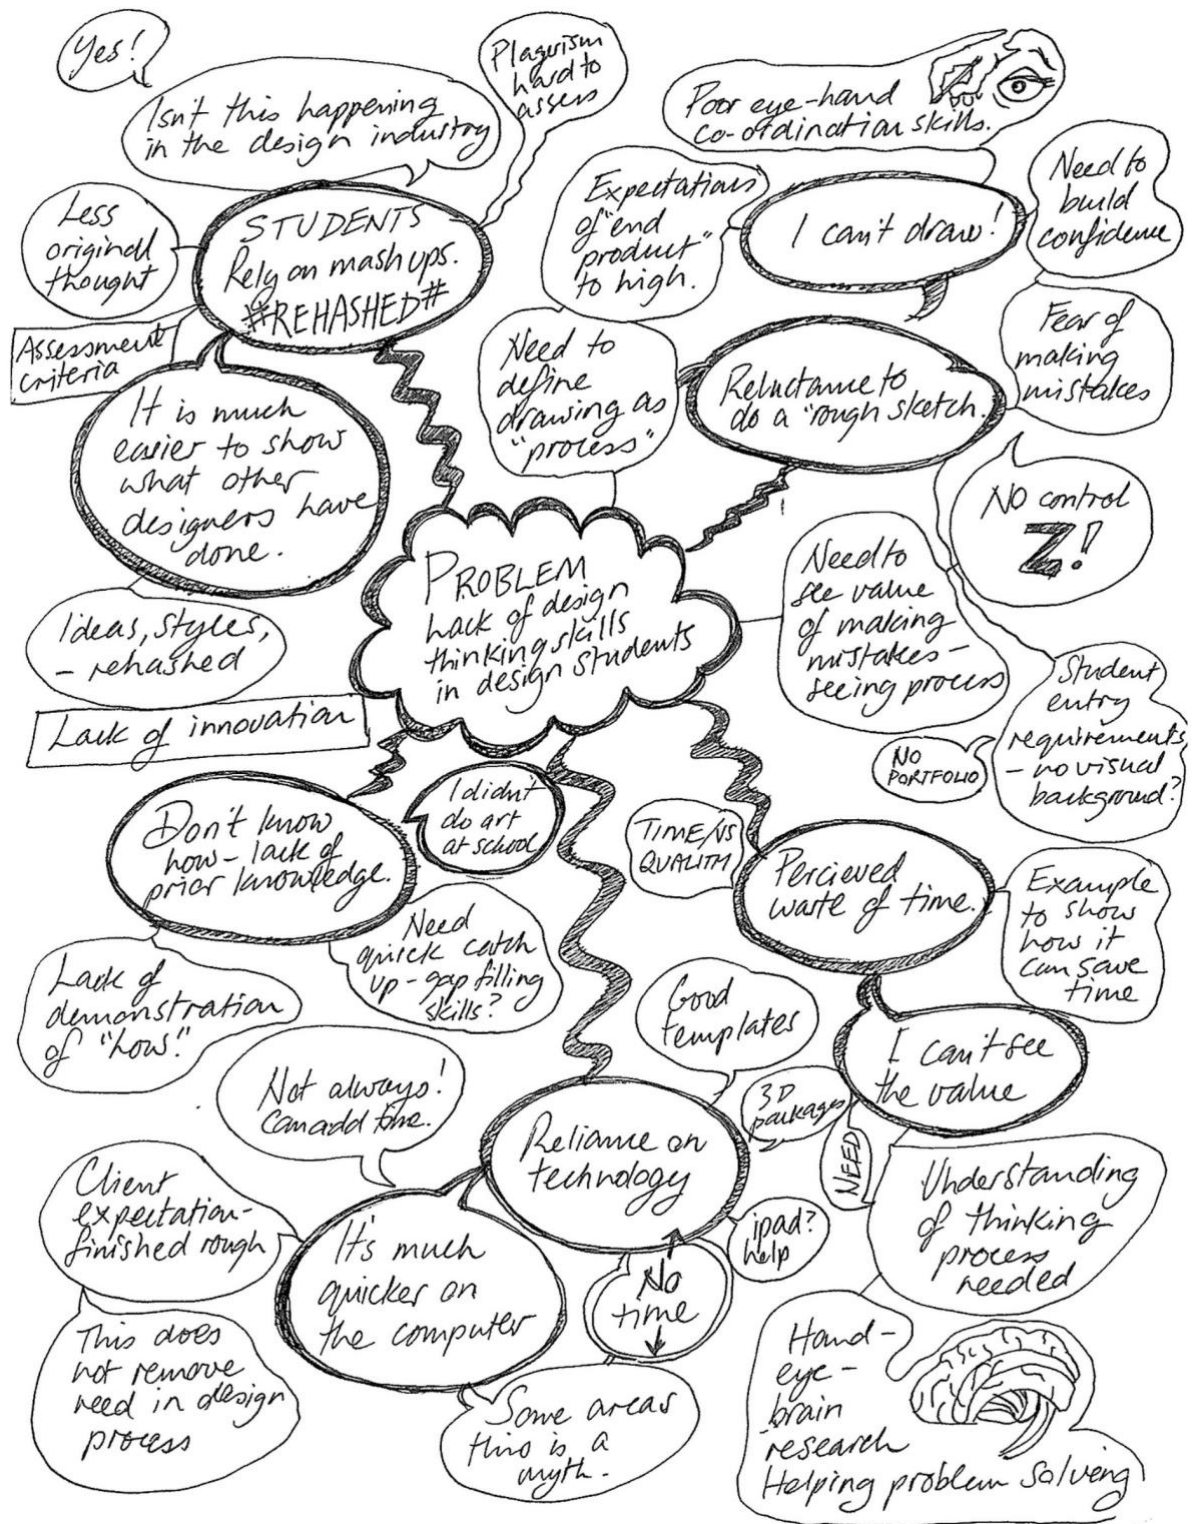 Yes!
Isn't this happening
in the design industry
Plagerism
hard to
assess
Less
original
thought
STUDENTS
Rely on mashups.
#REHASHED#
Assessment
criteria
It is much
easier to show
what other
designers have
done.
Ideas, styles,
- rehashed
Lack of innovation
Poor eye-hand
co-ordination skills.
Expectations
of "end
product"
to high.
I can't draw!
Need to
build
confidence
Need to
define
drawing as
"process"
Reluctance to
do a "rough sketch.
Fear of
making
mistakes
NO control
Z!
PROBLEM
Lack of design
thinking skills
in design students
Need to
see value
of making
mistakes -
seeing process
Student
entry
requirements
- no visual
background?
NO
PORTFOLIO
Don't know
how - lack of
prior knowledge.
I didn't
do art
at school
Need
quick catch
up - gap filling
skills?
Lack of
demonstration
of "how."
TIME/VS
QUALITY
Percieved
waste of time.
Example
to show
how it
can save
time
I can't see
the value
NEED
Understanding
of thinking
process
needed
Hand-
eye-
brain
research
Helping problem solving
Good
templates
3D
packages
Reliance on
technology
ipad?
help
No
time
Not always!
Can add time.
It's much
quicker on
the computer
Client
expectation-
finished rough
This does
not remove
need in design
process
Some areas
this is a
myth.